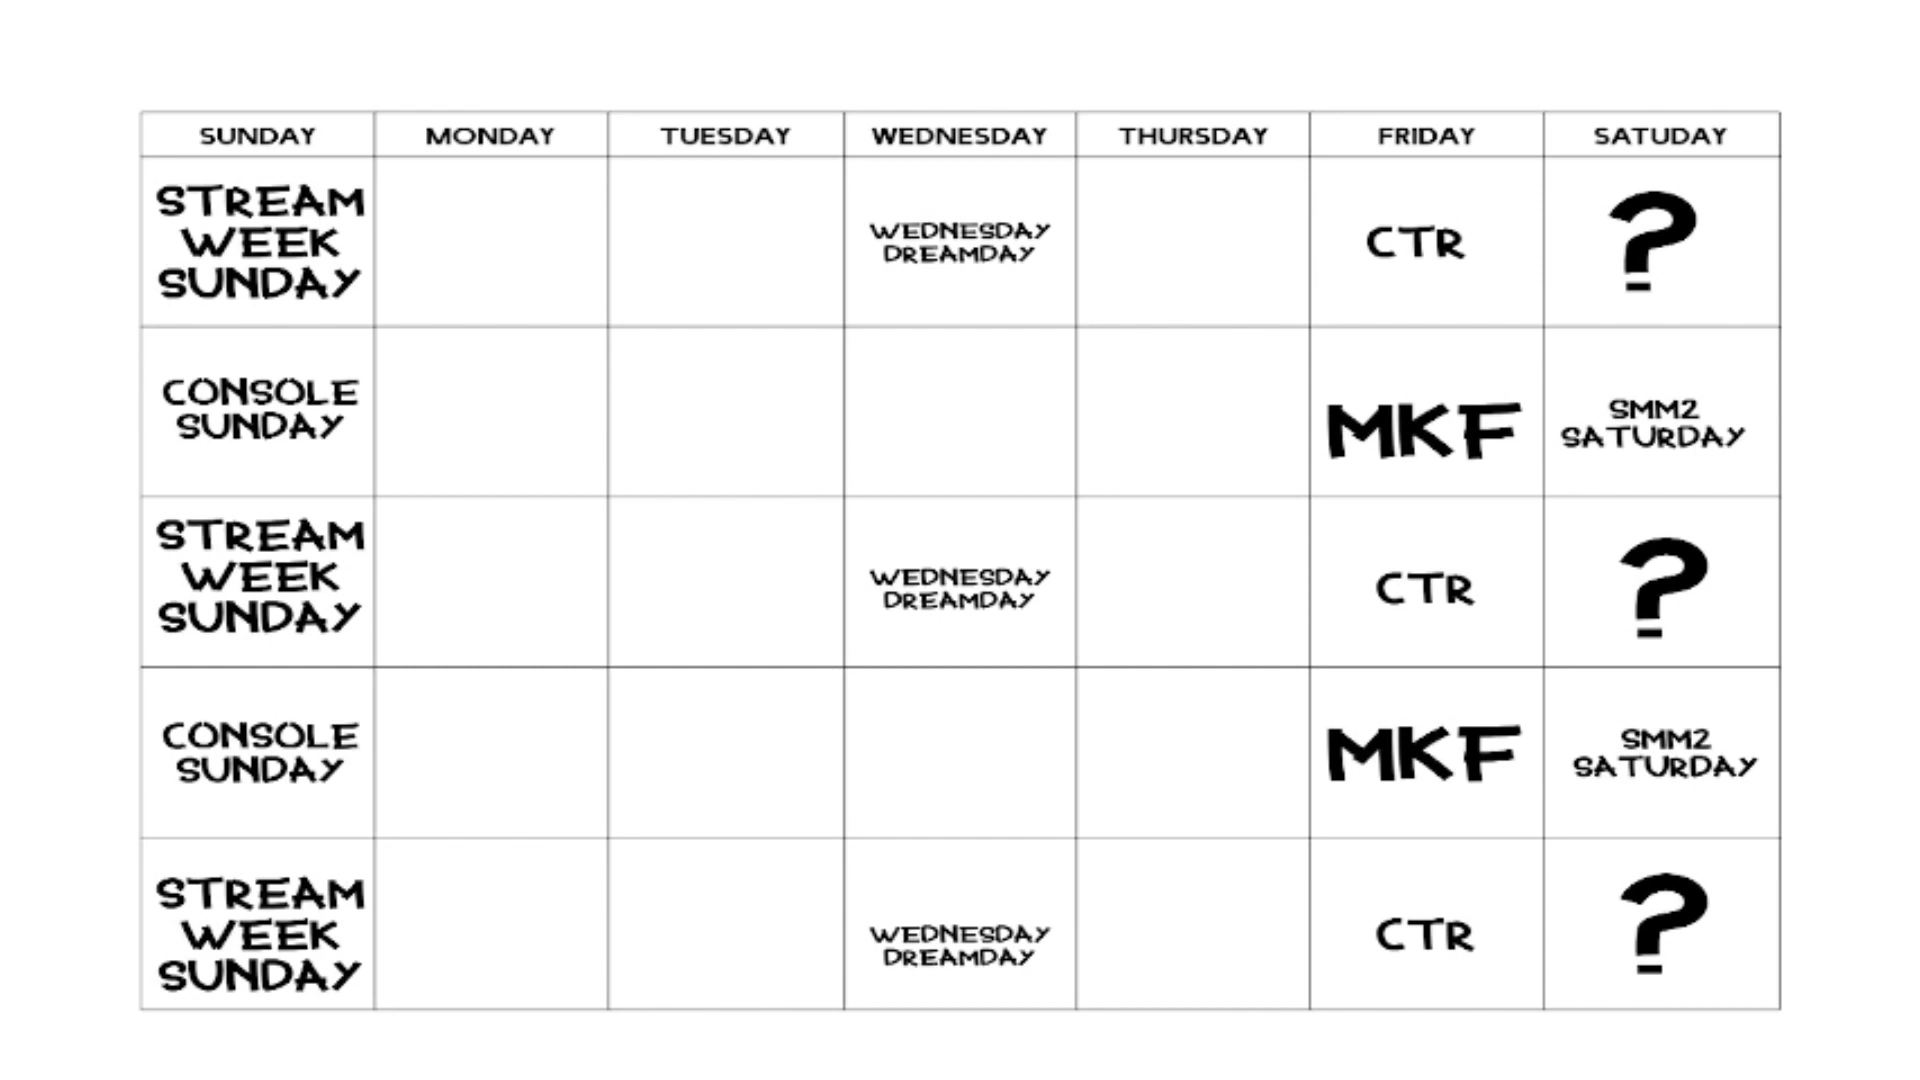 SUNDAY MONDAY TUESDAY WEDNESDAY THURSDAY FRIDAY SATUDAY
STREAM
WEEK
SUNDAY
WEDNESDAY
DREAMDAY
CTR
?
CONSOLE
SUNDAY
MKF
SMM2
SATURDAY
STREAM
WEEK
SUNDAY
WEDNESDAY
DREAMDAY
CTR
?
CONSOLE
SUNDAY
MKF
SMM2
SATURDAY
STREAM
WEEK
SUNDAY
WEDNESDAY
DREAMDAY
CTR
?